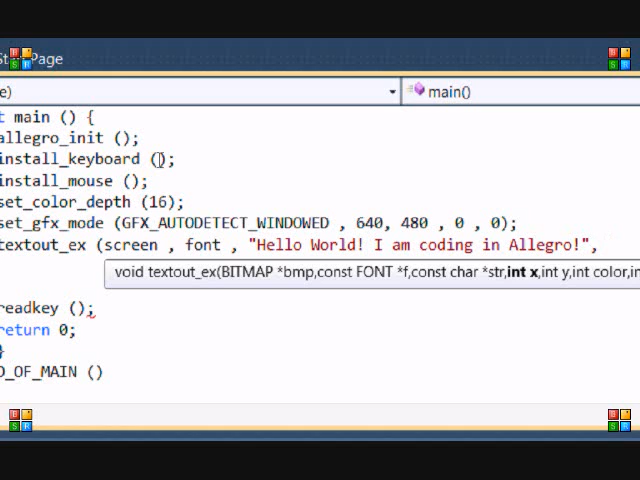 Page
e)
main()
t main () {
allegro_init ();
install_keyboard ();
install_mouse ();
set_color_depth (16);
set_gfx_mode (GFX_AUTODETECT_WINDOWED , 640, 480 , 0 , 0);
textout_ex (screen , font , "Hello World! I am coding in Allegro!",
void textout_ex(BITMAP *bmp,const FONT *f,const char *str,int x,int y,int color,in
readkey ();
return 0;
}
D_OF_MAIN ()